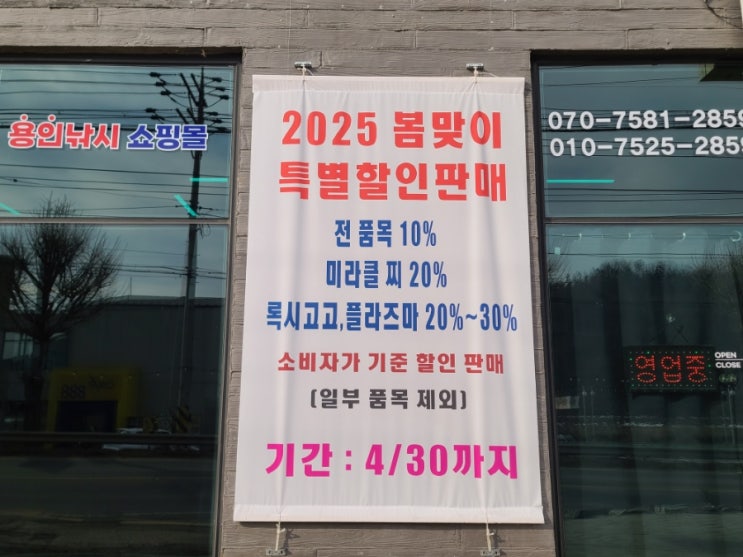 용인낚시 쇼핑몰
2025 봄맞이
특별할인판매
전 품목 10%
미라클 찌 20%
록시고고,플라즈마 20%~30%
소비자가 기준 할인 판매
(일부 품목 제외)
기간 : 4/30까지
070-7581-2859
010-7525-2859
영업중
OPEN
CLOSE